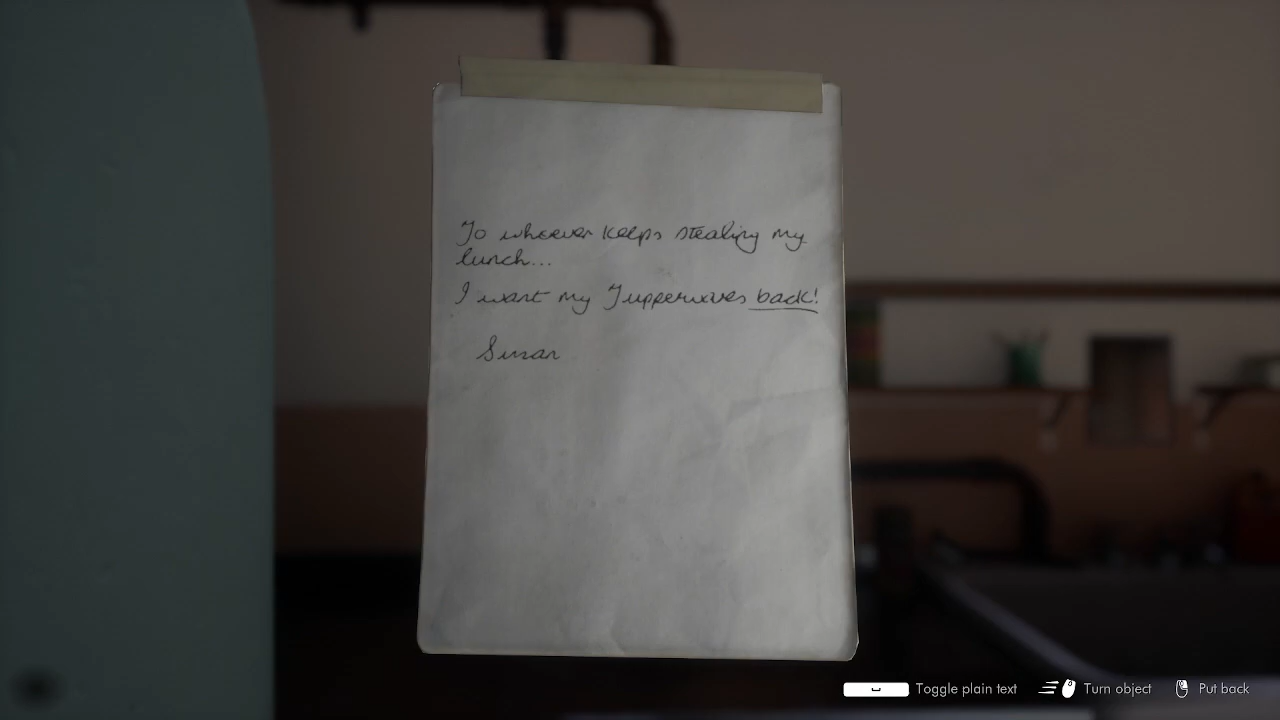 To whoever keeps stealing my
lunch...
I want my Tupperwares back!
Susan
Toggle plain text
Turn object
Put back